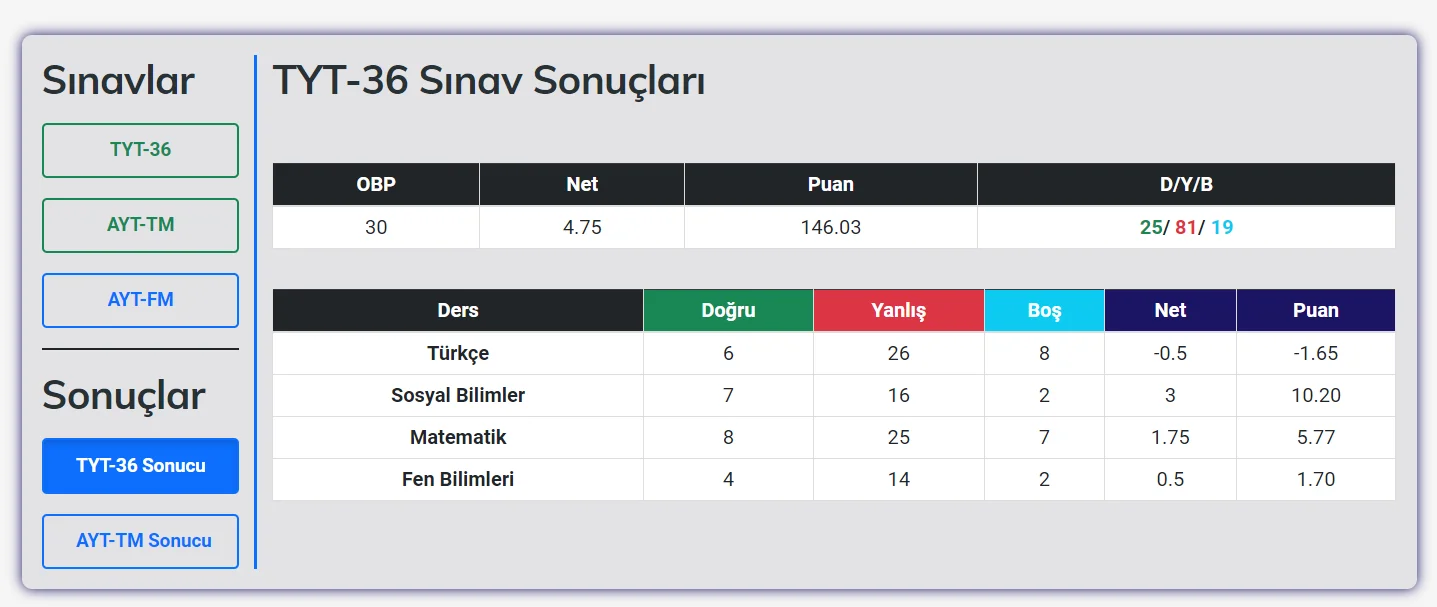 Sınavlar
TYT-36
AYT-TM
AYT-FM
Sonuçlar
TYT-36 Sonucu
AYT-TM Sonucu
TYT-36 Sınav Sonuçları
OBP Net Puan D/Y/B
30 4.75 146.03 25/ 81/ 19
Ders Doğru Yanlış Boş Net Puan
Türkçe 6 26 8 -0.5 -1.65
Sosyal Bilimler 7 16 2 3 10.20
Matematik 8 25 7 1.75 5.77
Fen Bilimleri 4 14 2 0.5 1.70